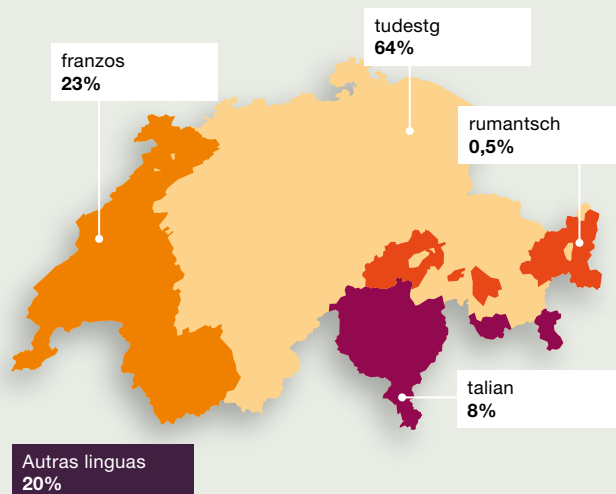 tudestg
64%
franzos
23%
rumantsch
0,5%
talian
8%
Autras linguas
20%